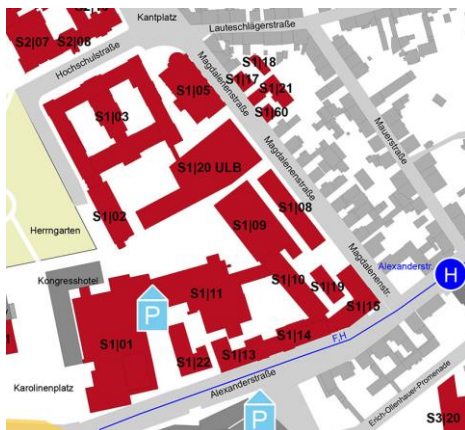 S2|07
S2|08
Kantplatz
Lauteschlägerstraße
Hochschulstraße
S1|05
Magdalenenstraße
S1|18
S1|17
S1|21
S1|60
S1|03
Mauerstraße
S1|20 ULB
Magdalenenstraße
S1|02
S1|08
Herrngarten
S1|09
Magdalenenstr.
Alexanderstr.
H
Kongresshotel
S1|10
S1|19
S1|11
S1|15
P
S1|01
S1|14
F,H
S1|22
S1|13
Karolinenplatz
Alexanderstraße
P
Erich-Ollenhauer-Promenade
S3|20